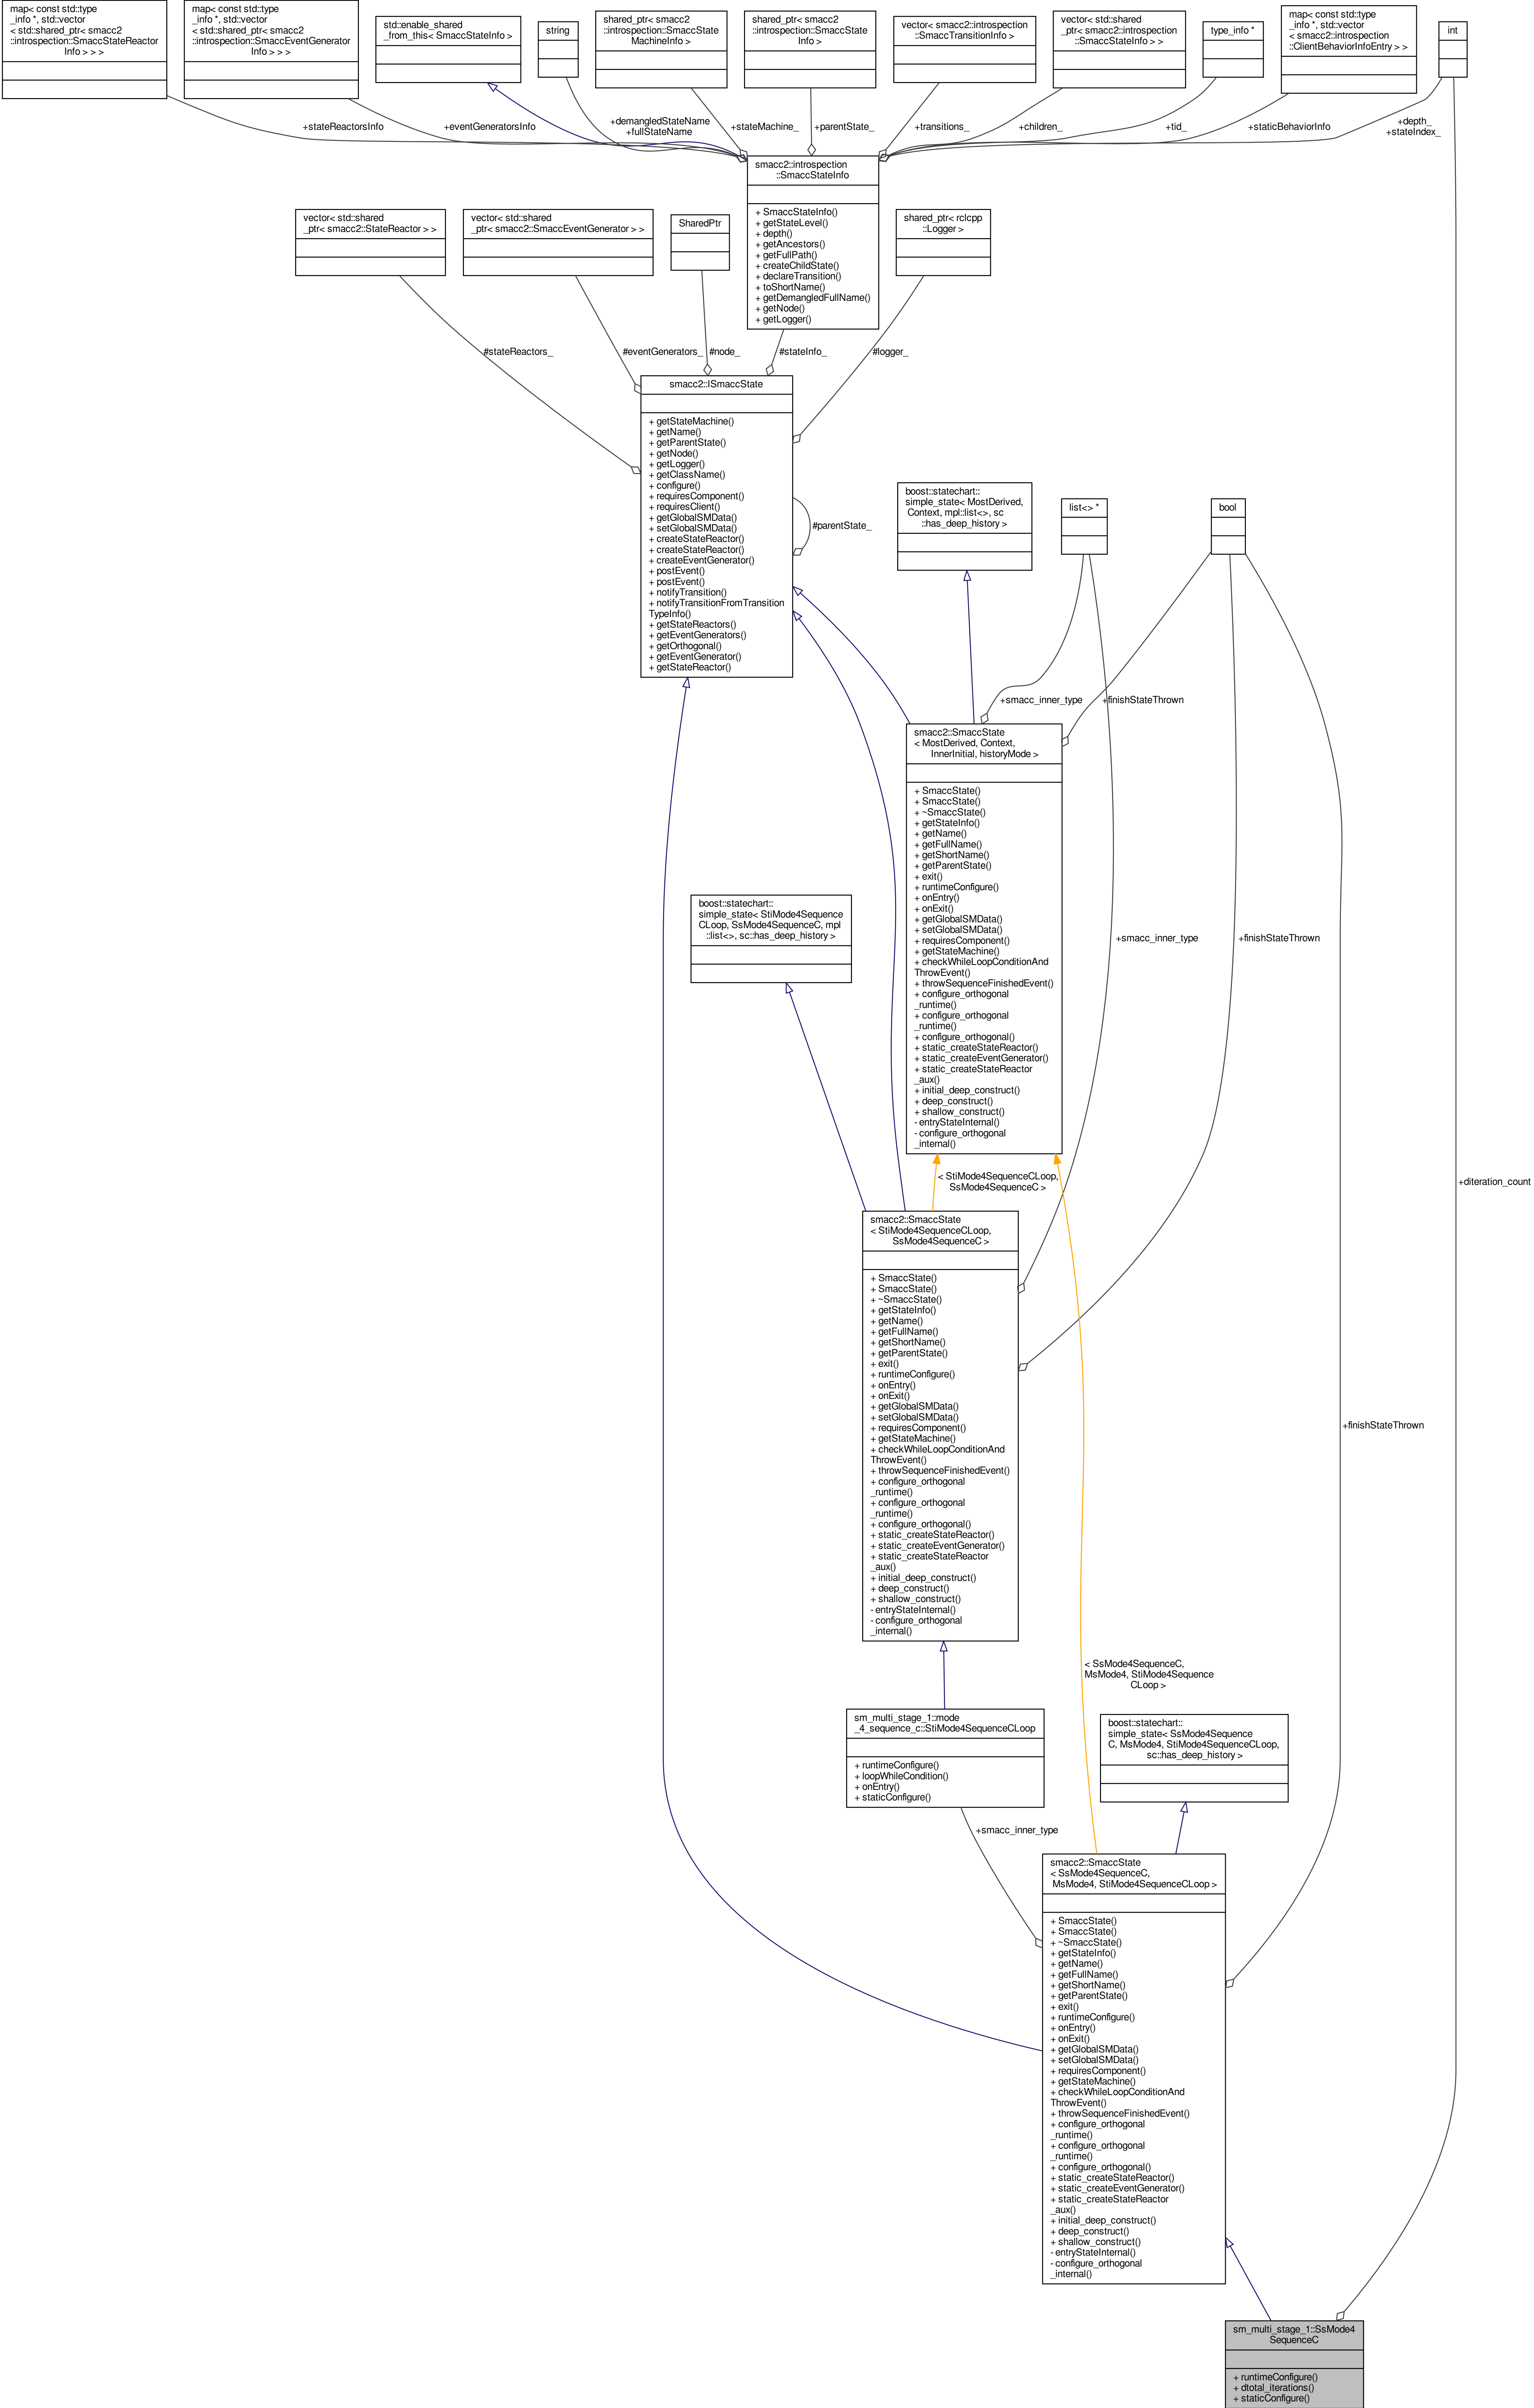 map< const std::type
_info *, std::vector
< std::shared_ptr< smacc2
::introspection::SmaccStateReactor
Info > > >
map< const std::type
_info *, std::vector
< std::shared_ptr< smacc2
::introspection::SmaccEventGenerator
Info > > >
std::enable_shared
_from_this< SmaccStateInfo >
string
shared_ptr< smacc2
::introspection::SmaccState
MachineInfo >
shared_ptr< smacc2
::introspection::SmaccState
Info >
vector< smacc2::introspection
::SmaccTransitionInfo >
vector< std::shared
_ptr< smacc2::introspection
::SmaccStateInfo > >
type_info *
map< const std::type
_info *, std::vector
< smacc2::introspection
::ClientBehaviorInfoEntry > >
int
+stateReactorsInfo
+eventGeneratorsInfo
+demangledStateName
+fullStateName
+stateMachine_
+parentState_
+transitions_
+children_
+tid_
+staticBehaviorInfo
+depth_
+stateIndex_
smacc2::introspection
::SmaccStateInfo
+ SmaccStateInfo()
+ getStateLevel()
+ depth()
+ getAncestors()
+ getFullPath()
+ createChildState()
+ declareTransition()
+ toShortName()
+ getDemangledFullName()
+ getNode()
+ getLogger()
vector< std::shared
_ptr< smacc2::StateReactor > >
vector< std::shared
_ptr< smacc2::SmaccEventGenerator > >
SharedPtr
shared_ptr< rclcpp
::Logger >
#stateReactors_
#eventGenerators_
#node_
#stateInfo_
#logger_
smacc2::ISmaccState
+ getStateMachine()
+ getName()
+ getParentState()
+ getNode()
+ getLogger()
+ getClassName()
+ configure()
+ requiresComponent()
+ requiresClient()
+ getGlobalSMData()
+ setGlobalSMData()
+ createStateReactor()
+ createStateReactor()
+ createEventGenerator()
+ postEvent()
+ postEvent()
+ notifyTransition()
+ notifyTransitionFromTransition
TypeInfo()
+ getStateReactors()
+ getEventGenerators()
+ getOrthogonal()
+ getEventGenerator()
+ getStateReactor()
#parentState_
boost::statechart::
simple_state< MostDerived,
Context, mpl::list<>, sc
::has_deep_history >
list<> *
bool
+smacc_inner_type
+finishStateThrown
smacc2::SmaccState
< MostDerived, Context,
InnerInitial, historyMode >
+ SmaccState()
+ SmaccState()
+ ~SmaccState()
+ getStateInfo()
+ getName()
+ getFullName()
+ getShortName()
+ getParentState()
+ exit()
+ runtimeConfigure()
+ onEntry()
+ onExit()
+ getGlobalSMData()
+ setGlobalSMData()
+ requiresComponent()
+ getStateMachine()
+ checkWhileLoopConditionAnd
ThrowEvent()
+ throwSequenceFinishedEvent()
+ configure_orthogonal
_runtime()
+ configure_orthogonal
_runtime()
+ configure_orthogonal()
+ static_createStateReactor()
+ static_createEventGenerator()
+ static_createStateReactor
_aux()
+ initial_deep_construct()
+ deep_construct()
+ shallow_construct()
- entryStateInternal()
- configure_orthogonal
_internal()
boost::statechart::
simple_state< StiMode4Sequence
CLoop, SsMode4SequenceC, mpl
::list<>, sc::has_deep_history >
+smacc_inner_type
+finishStateThrown
< StiMode4SequenceCLoop,
SsMode4SequenceC >
+diteration_count
smacc2::SmaccState
< StiMode4SequenceCLoop,
SsMode4SequenceC >
+ SmaccState()
+ SmaccState()
+ ~SmaccState()
+ getStateInfo()
+ getName()
+ getFullName()
+ getShortName()
+ getParentState()
+ exit()
+ runtimeConfigure()
+ onEntry()
+ onExit()
+ getGlobalSMData()
+ setGlobalSMData()
+ requiresComponent()
+ getStateMachine()
+ checkWhileLoopConditionAnd
ThrowEvent()
+ throwSequenceFinishedEvent()
+ configure_orthogonal
_runtime()
+ configure_orthogonal
_runtime()
+ configure_orthogonal()
+ static_createStateReactor()
+ static_createEventGenerator()
+ static_createStateReactor
_aux()
+ initial_deep_construct()
+ deep_construct()
+ shallow_construct()
- entryStateInternal()
- configure_orthogonal
_internal()
+finishStateThrown
< SsMode4SequenceC,
MsMode4, StiMode4Sequence
CLoop >
sm_multi_stage_1::mode
_4_sequence_c::StiMode4SequenceCLoop
+ runtimeConfigure()
+ loopWhileCondition()
+ onEntry()
+ staticConfigure()
boost::statechart::
simple_state< SsMode4Sequence
C, MsMode4, StiMode4SequenceCLoop,
sc::has_deep_history >
+smacc_inner_type
smacc2::SmaccState
< SsMode4SequenceC,
MsMode4, StiMode4SequenceCLoop >
+ SmaccState()
+ SmaccState()
+ ~SmaccState()
+ getStateInfo()
+ getName()
+ getFullName()
+ getShortName()
+ getParentState()
+ exit()
+ runtimeConfigure()
+ onEntry()
+ onExit()
+ getGlobalSMData()
+ setGlobalSMData()
+ requiresComponent()
+ getStateMachine()
+ checkWhileLoopConditionAnd
ThrowEvent()
+ throwSequenceFinishedEvent()
+ configure_orthogonal
_runtime()
+ configure_orthogonal
_runtime()
+ configure_orthogonal()
+ static_createStateReactor()
+ static_createEventGenerator()
+ static_createStateReactor
_aux()
+ initial_deep_construct()
+ deep_construct()
+ shallow_construct()
- entryStateInternal()
- configure_orthogonal
_internal()
sm_multi_stage_1::SsMode4
SequenceC
+ runtimeConfigure()
+ dtotal_iterations()
+ staticConfigure()